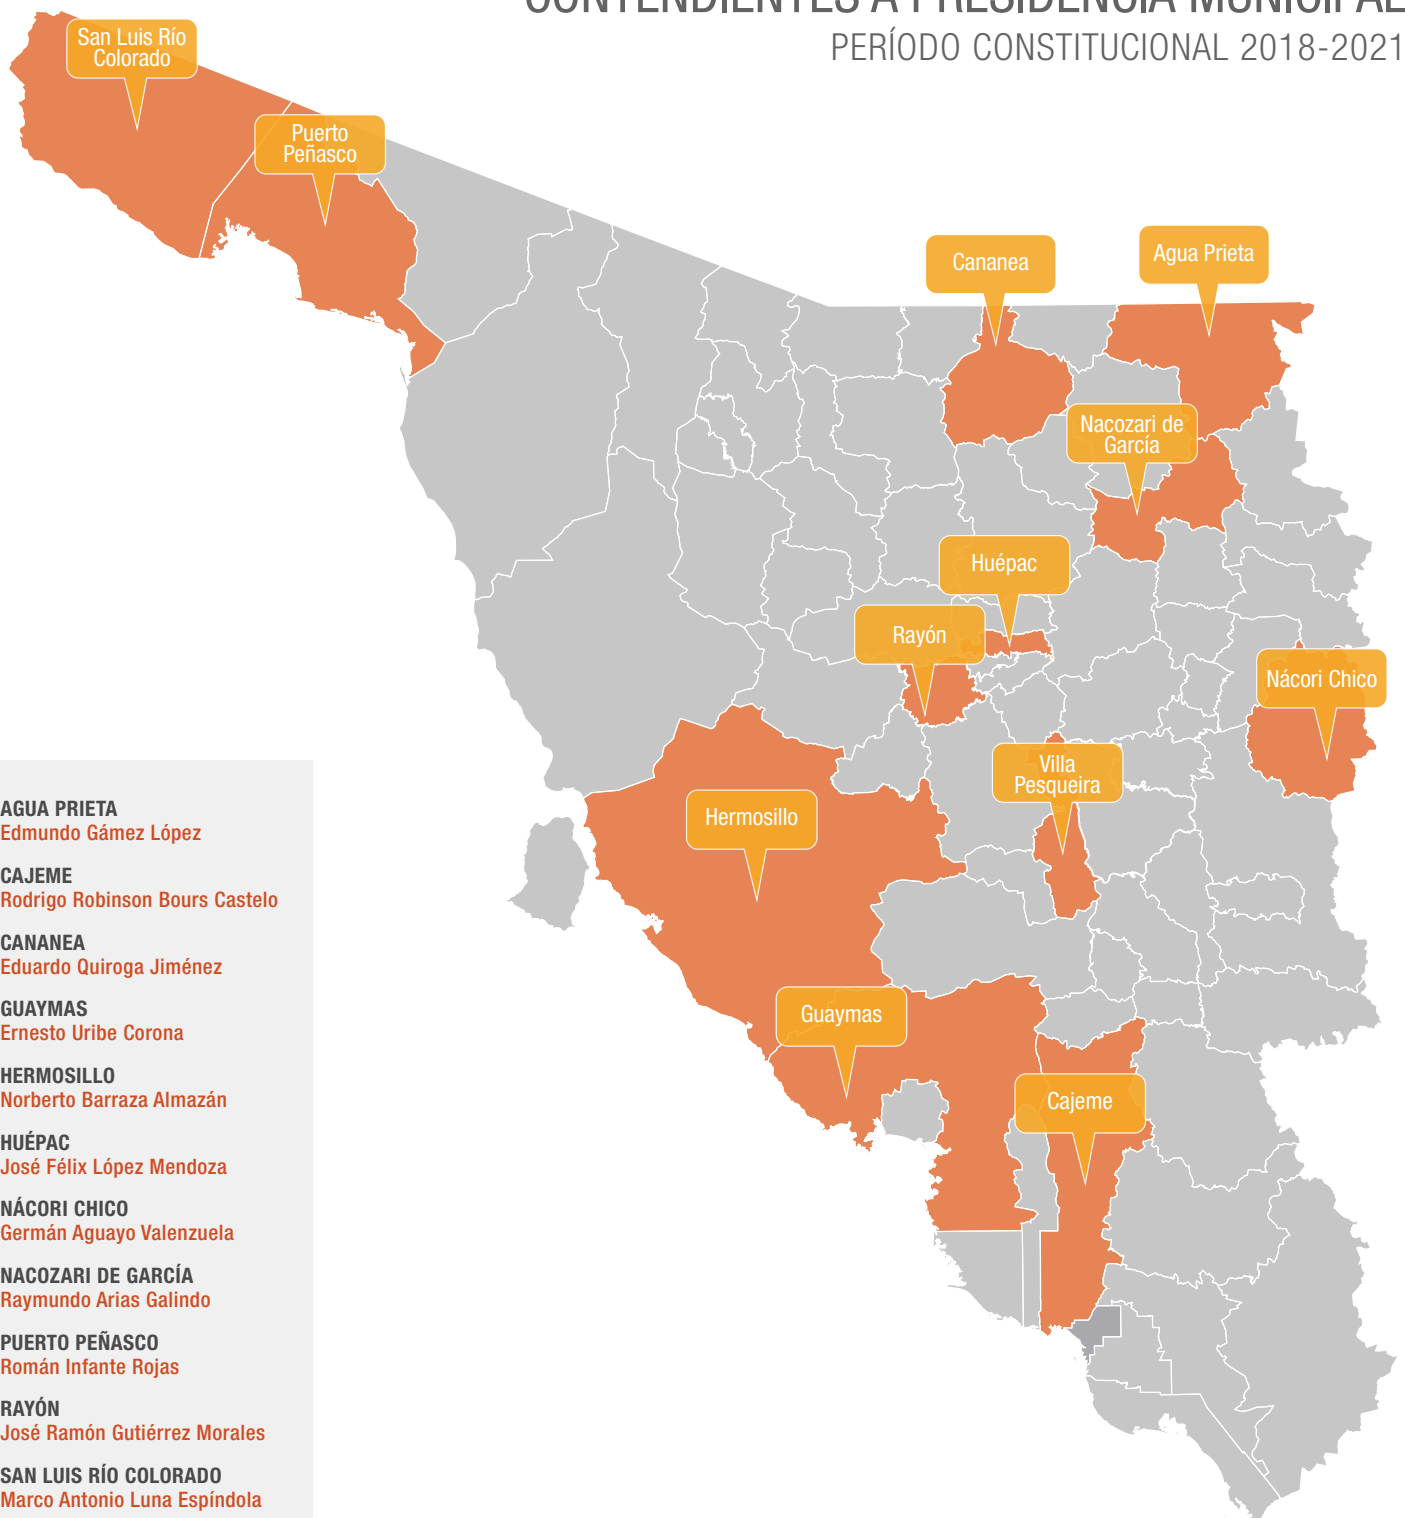 CONTENDIENTES A PRESIDENCIA MUNICIPAL
PERÍODO CONSTITUCIONAL 2018-2021
San Luis Río
Colorado
Puerto
Peñasco
Cananea
Agua Prieta
Nacozari de
García
Huépac
Rayón
Nácori Chico
Villa
Pesqueira
Hermosillo
Guaymas
Cajeme
AGUA PRIETA
Edmundo Gámez López
CAJEME
Rodrigo Robinson Bours Castelo
CANANEA
Eduardo Quiroga Jiménez
GUAYMAS
Ernesto Uribe Corona
HERMOSILLO
Norberto Barraza Almazán
HUÉPAC
José Félix López Mendoza
NÁCORI CHICO
Germán Aguayo Valenzuela
NACOZARI DE GARCÍA
Raymundo Arias Galindo
PUERTO PEÑASCO
Román Infante Rojas
RAYÓN
José Ramón Gutiérrez Morales
SAN LUIS RÍO COLORADO
Marco Antonio Luna Espíndola